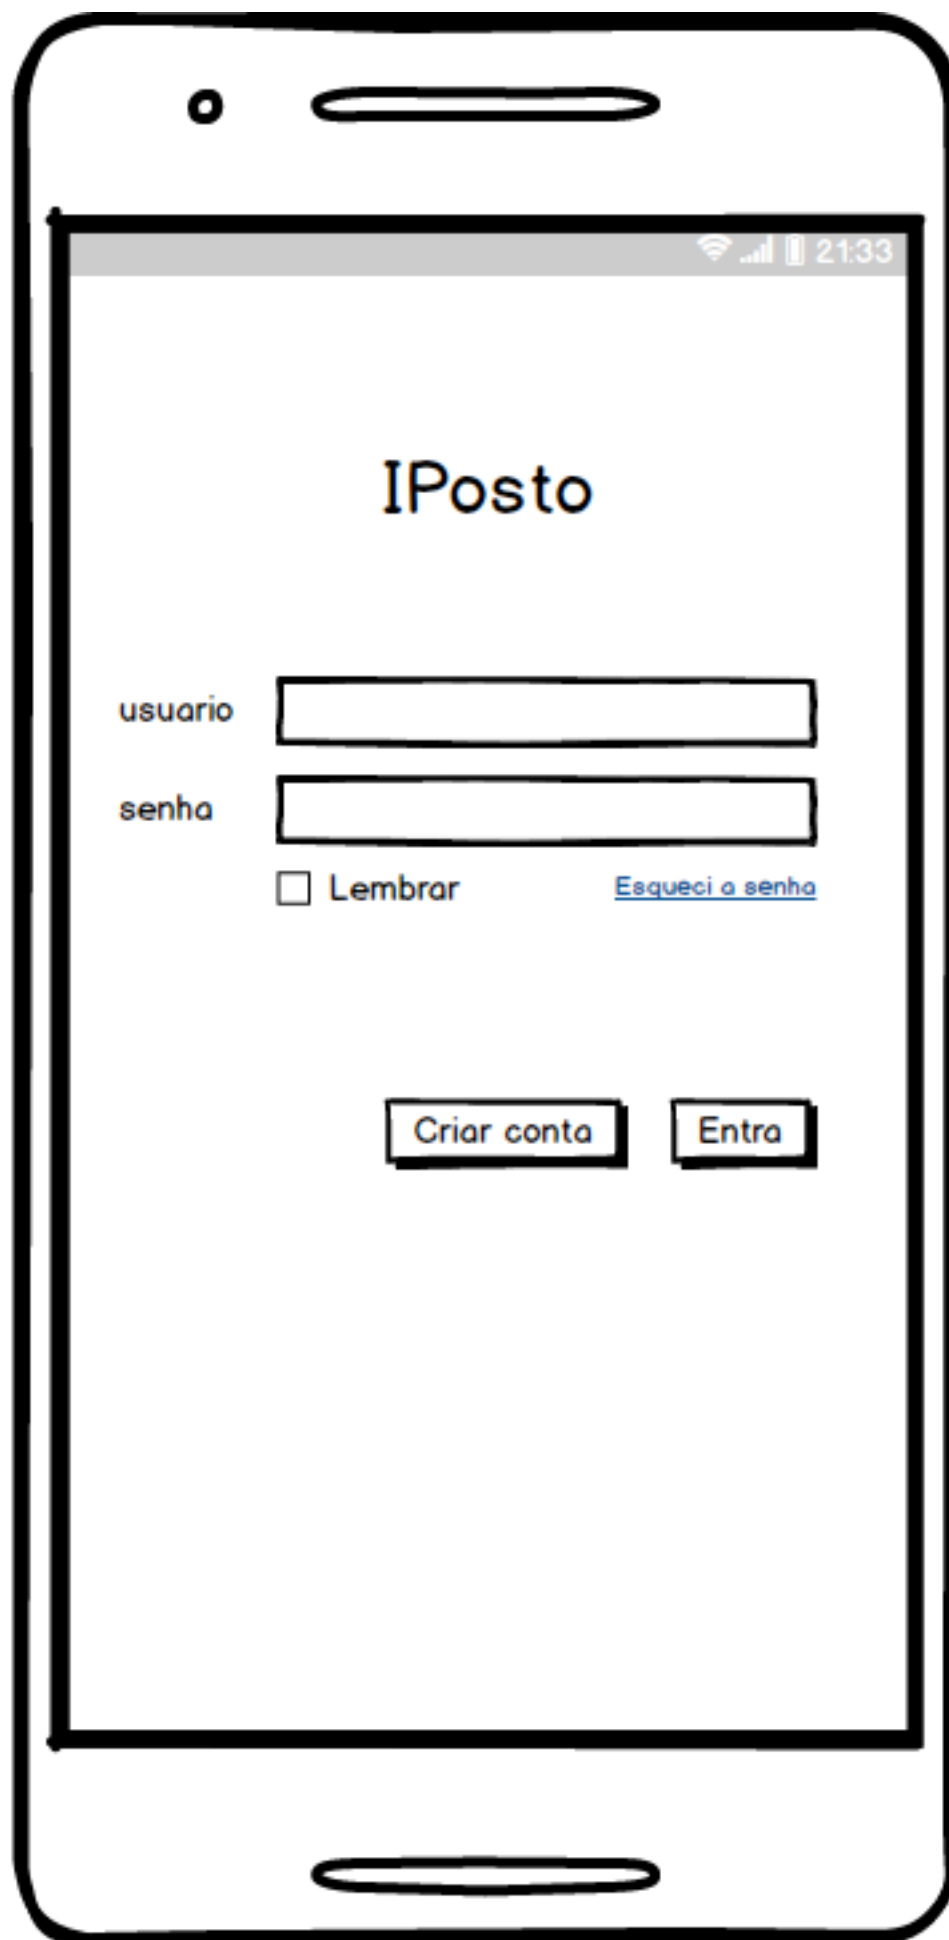 21:33
IPosto
usuario
senha
Lembrar Esqueci a senha
Criar conta Entra